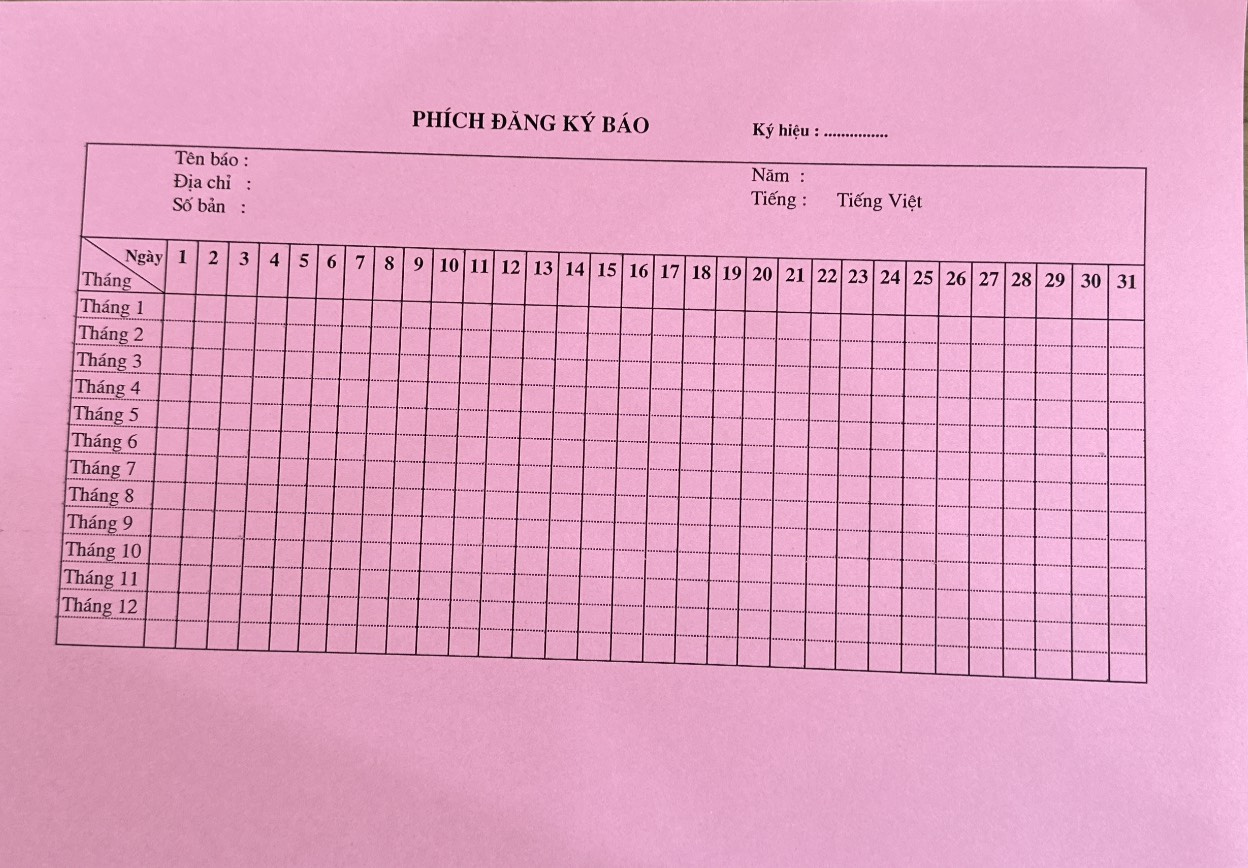 PHÍCH ĐĂNG KÝ BÁO Ký hiệu : ...............
Tên báo : Năm :
Địa chỉ : Tiếng : Tiếng Việt
Số bản :
Ngày 1 2 3 4 5 6 7 8 9 10 11 12 13 14 15 16 17 18 19 20 21 22 23 24 25 26 27 28 29 30 31
Tháng
Tháng 1
Tháng 2
Tháng 3
Tháng 4
Tháng 5
Tháng 6
Tháng 7
Tháng 8
Tháng 9
Tháng 10
Tháng 11
Tháng 12